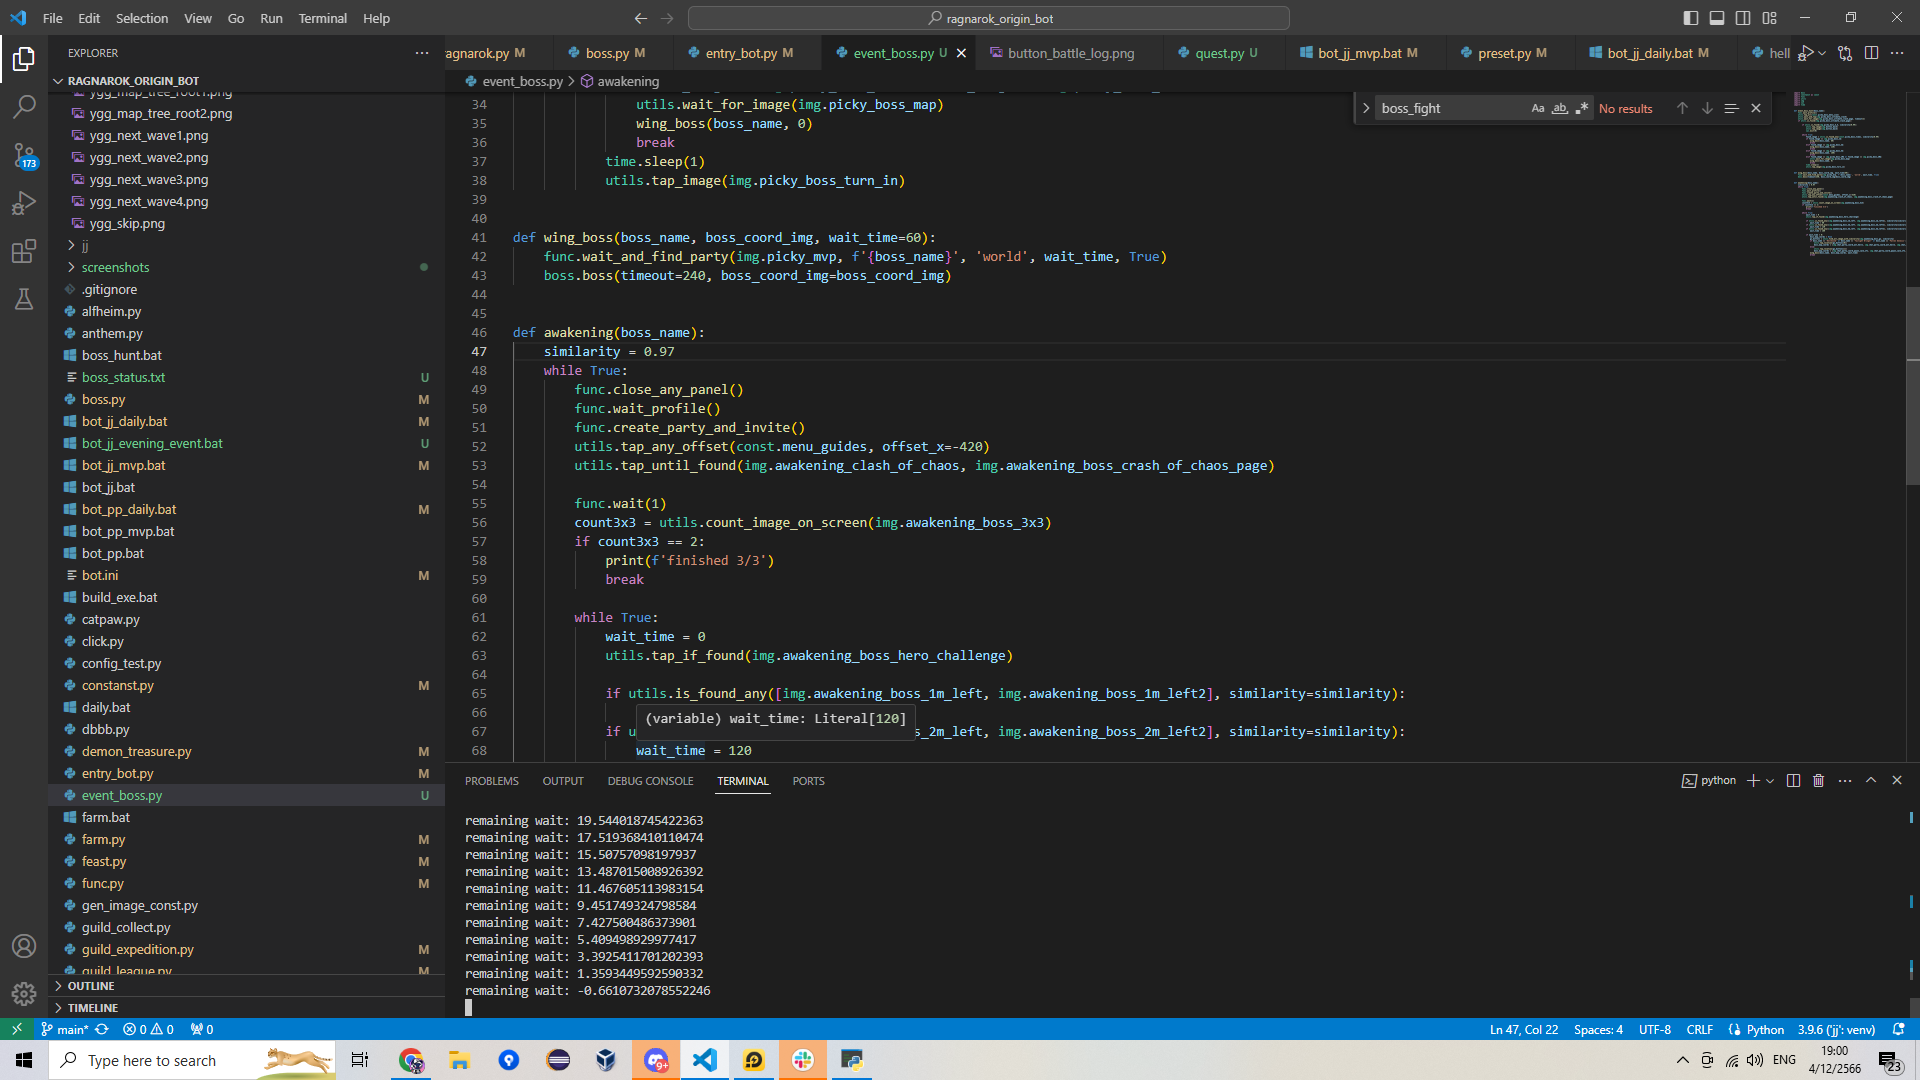 File Edit Selection View Go Run Terminal Help
ragnarok_origin_bot
EXPLORER
RAGNAROK_ORIGIN_BOT
ygg_map_tree_root1.png
ygg_map_tree_root2.png
ygg_next_wave1.png
ygg_next_wave2.png
ygg_next_wave3.png
ygg_next_wave4.png
ygg_skip.png
jj
screenshots
.gitignore
alfheim.py
anthem.py
boss_hunt.bat
boss_status.txt U
boss.py M
bot_jj_daily.bat M
bot_jj_evening_event.bat U
bot_jj_mvp.bat M
bot_jj.bat
bot_pp_daily.bat M
bot_pp_mvp.bat
bot_pp.bat
bot.ini M
build_exe.bat
catpaw.py
click.py
config_test.py
constanst.py M
daily.bat
dbbb.py
demon_treasure.py M
entry_bot.py M
event_boss.py U
farm.bat
farm.py M
feast.py M
func.py M
gen_image_const.py
guild_collect.py
guild_expedition.py M
guild_league.py M
OUTLINE
TIMELINE
173
agnarok.py M boss.py M entry_bot.py M event_boss.py U button_battle_log.png quest.py U bot_jj_mvp.bat M preset.py M bot_jj_daily.bat M hell
event_boss.py > awakening
boss_fight Aa ab No results
34 utils.wait_for_image(img.picky_boss_map)
35 wing_boss(boss_name, 0)
36 break
37 time.sleep(1)
38 utils.tap_image(img.picky_boss_turn_in)
39
40
41 def wing_boss(boss_name, boss_coord_img, wait_time=60):
42 func.wait_and_find_party(img.picky_mvp, f'{boss_name}', 'world', wait_time, True)
43 boss.boss(timeout=240, boss_coord_img=boss_coord_img)
44
45
46 def awakening(boss_name):
47 similarity = 0.97
48 while True:
49 func.close_any_panel()
50 func.wait_profile()
51 func.create_party_and_invite()
52 utils.tap_any_offset(const.menu_guides, offset_x=-420)
53 utils.tap_until_found(img.awakening_clash_of_chaos, img.awakening_boss_crash_of_chaos_page)
54
55 func.wait(1)
56 count3x3 = utils.count_image_on_screen(img.awakening_boss_3x3)
57 if count3x3 == 2:
58 print(f'finished 3/3')
59 break
60
61 while True:
62 wait_time = 0
63 utils.tap_if_found(img.awakening_boss_hero_challenge)
64
65 if utils.is_found_any([img.awakening_boss_1m_left, img.awakening_boss_1m_left2], similarity=similarity):
66 (variable) wait_time: Literal[120]
67 if u s_2m_left, img.awakening_boss_2m_left2], similarity=similarity):
68 wait_time = 120
PROBLEMS OUTPUT DEBUG CONSOLE TERMINAL PORTS
python
remaining wait: 19.544018745422363
remaining wait: 17.519368410110474
remaining wait: 15.50757098197937
remaining wait: 13.487015008926392
remaining wait: 11.467605113983154
remaining wait: 9.451749324798584
remaining wait: 7.427500486373901
remaining wait: 5.409498929977417
remaining wait: 3.3925411701202393
remaining wait: 1.3593449592590332
remaining wait: -0.6610732078552246
main* 0 0 0
Ln 47, Col 22 Spaces: 4 UTF-8 CRLF Python 3.9.6 ('jj': venv)
Type here to search
9+
ENG
19:00
4/12/2566
23